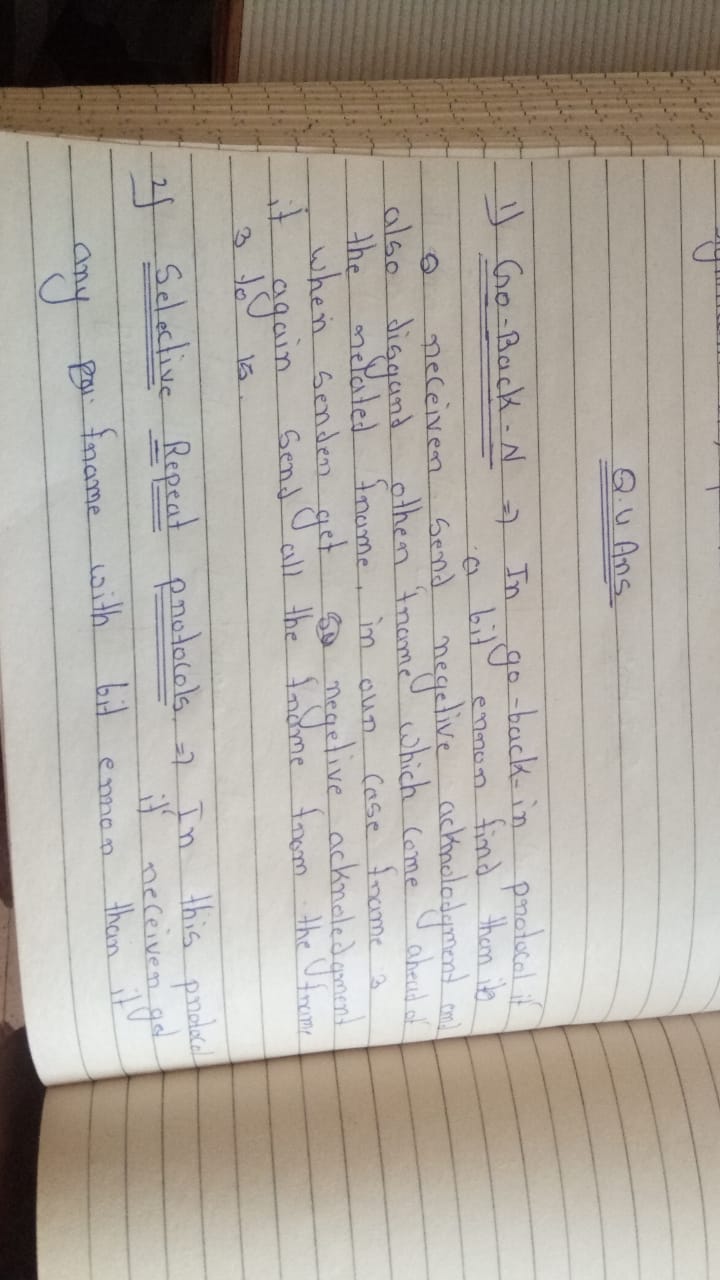 Q.4 Ans
1) Go-Back-N => In go-back-in protocol if
a bit error find than it
receiver send negetive acknolodgment and
also disgard other frame which come ahead of
the related frame, in our case frame 3
when sender get negetive acknoledgment
it again send all the frame from the frame
3 to 15.
2) Selective Repeat protocols => In this protocol
if receiver get
any frame with bit error than it